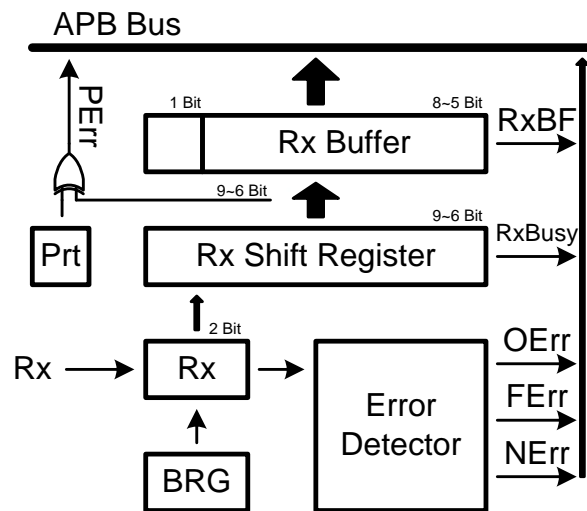 APB Bus
PErr
1 Bit
8~5 Bit
Rx Buffer
RxBF
9~6 Bit
9~6 Bit
Prt
Rx Shift Register
RxBusy
2 Bit
Rx
Rx
Error
Detector
OErr
FErr
NErr
BRG